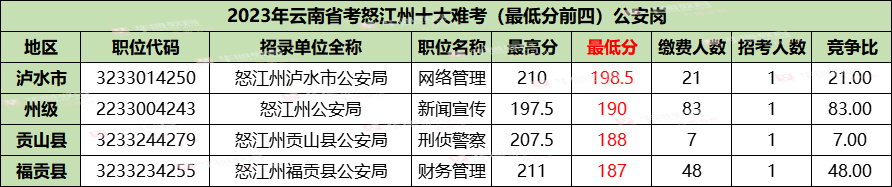 2023年云南省考怒江州十大难考（最低分前四）公安岗
地区 职位代码 招录单位全称 职位名称 最高分 最低分 缴费人数 招考人数 竞争比
泸水市 3233014250 怒江州泸水市公安局 网络管理 210 198.5 21 1 21.00
州级 2233004243 怒江州公安局 新闻宣传 197.5 190 83 1 83.00
贡山县 3233244279 怒江州贡山县公安局 刑侦警察 207.5 188 7 1 7.00
福贡县 3233234255 怒江州福贡县公安局 财务管理 211 187 48 1 48.00